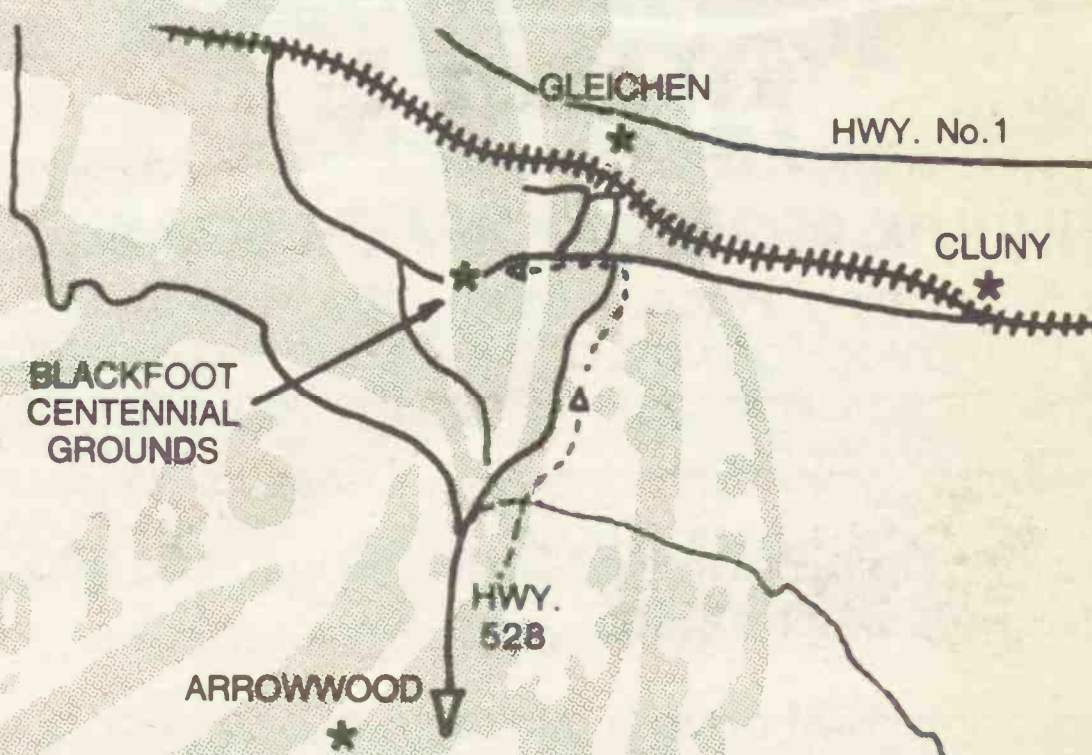 GLEICHEN
HWY. No.1
CLUNY
BLACKFOOT
CENTENNIAL
GROUNDS
HWY.
528
ARROWWOOD